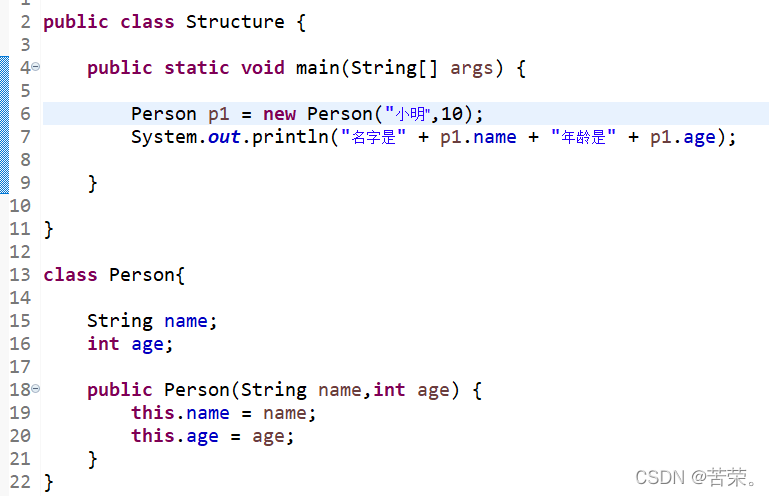 2 public class Structure {
3
4 public static void main(String[] args) {
5
6 Person p1 = new Person("小明",10);
7 System.out.println("名字是" + p1.name + "年龄是" + p1.age);
8
9 }
10
11 }
12
13 class Person{
14
15 String name;
16 int age;
17
18 public Person(String name,int age) {
19 this.name = name;
20 this.age = age;
21 }
22 }
CSDN @苦荣。